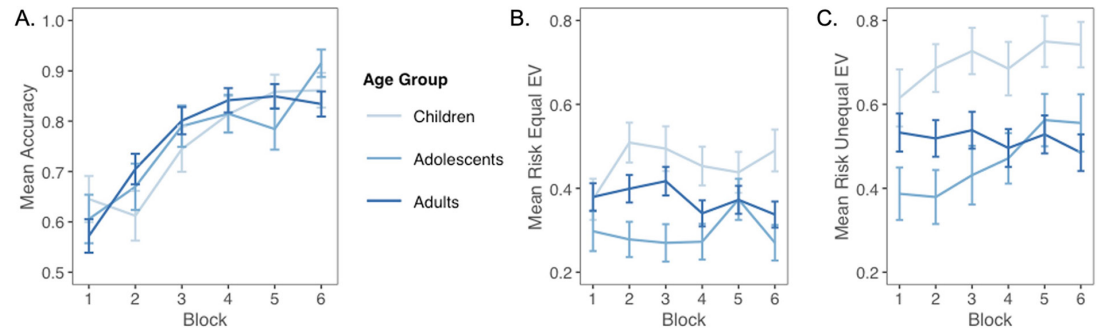 A.
Mean Accuracy
1.0
0.9
0.8
0.7
0.6
0.5
1 2 3 4 5 6
Block
Age Group
Children
Adolescents
Adults
B.
Mean Risk Equal EV
0.8
0.6
0.4
0.2
1 2 3 4 5 6
Block
C.
Mean Risk Unequal EV
0.8
0.6
0.4
0.2
1 2 3 4 5 6
Block